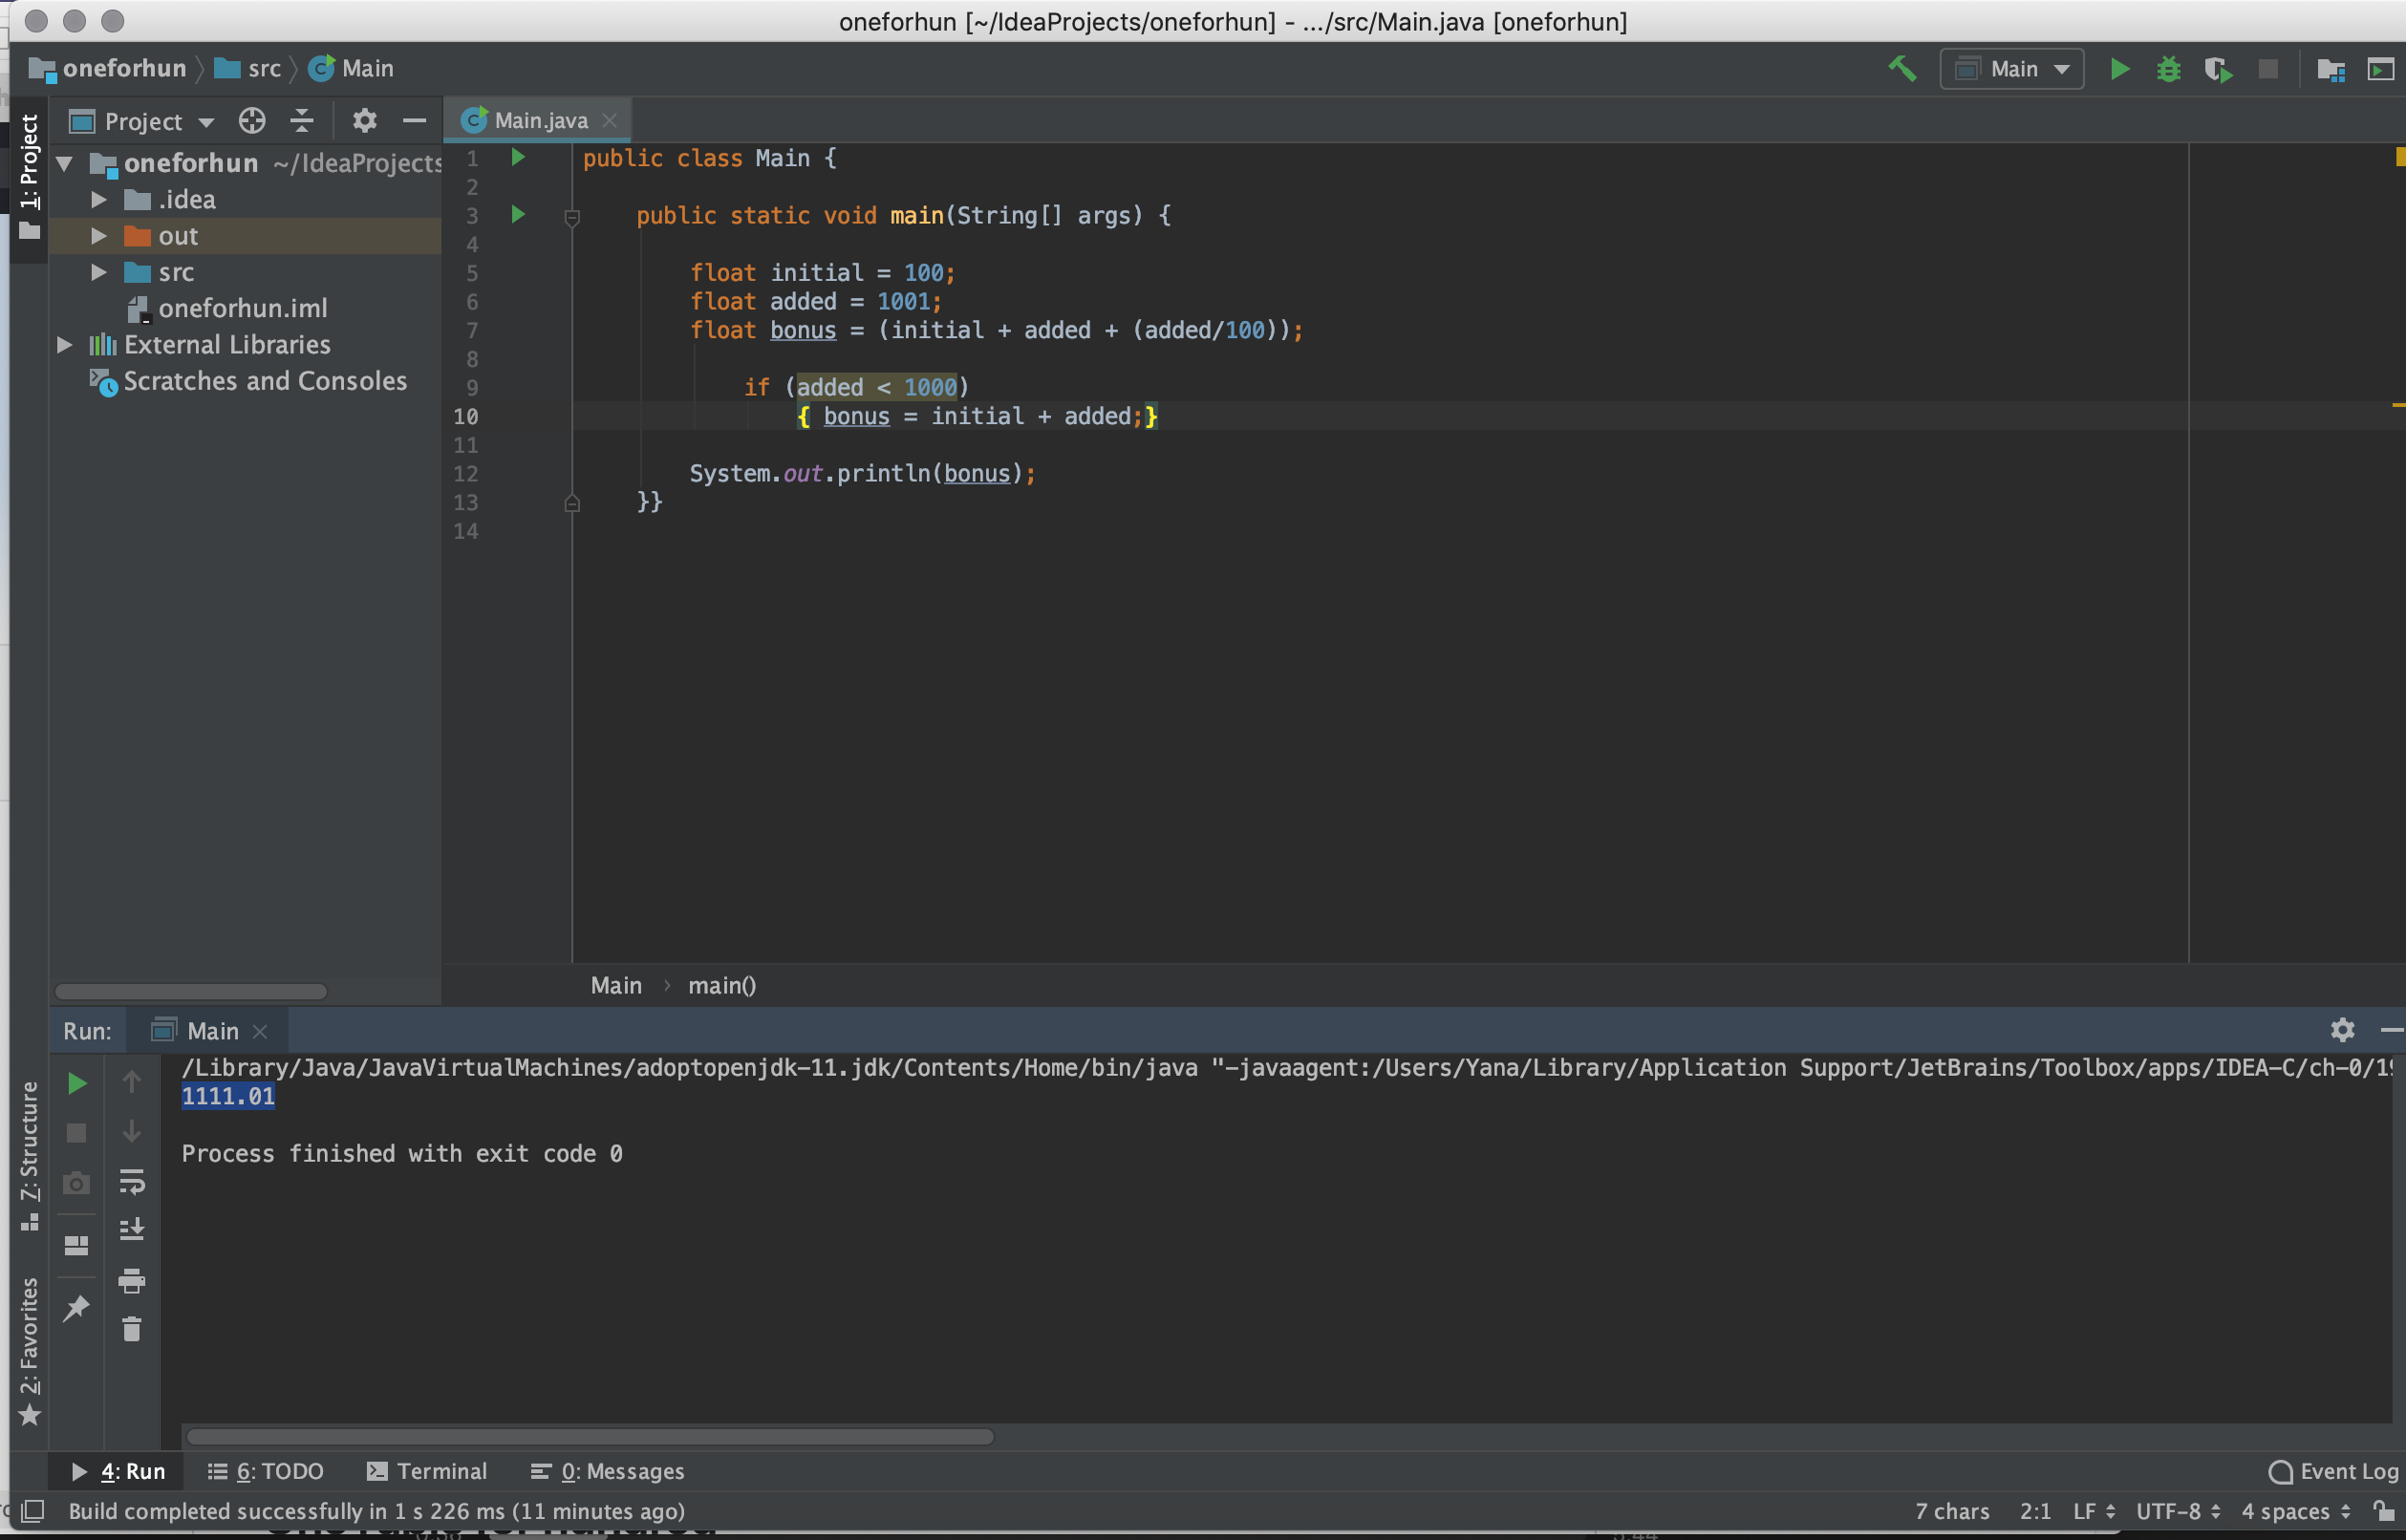 oneforhun [~/IdeaProjects/oneforhun] - .../src/Main.java [oneforhun]
oneforhun src Main
Main
1: Project
Project
Main.java
oneforhun ~/IdeaProjects
.idea
out
src
oneforhun.iml
External Libraries
Scratches and Consoles
1 public class Main {
2
3 public static void main(String[] args) {
4
5 float initial = 100;
6 float added = 1001;
7 float bonus = (initial + added + (added/100));
8
9 if (added < 1000)
10 { bonus = initial + added;}
11
12 System.out.println(bonus);
13 }}
14
Main › main()
Run: Main
/Library/Java/JavaVirtualMachines/adoptopenjdk-11.jdk/Contents/Home/bin/java "-javaagent:/Users/Yana/Library/Application Support/JetBrains/Toolbox/apps/IDEA-C/ch-0/19
1111.01
Process finished with exit code 0
7: Structure
2: Favorites
4: Run 6: TODO Terminal 0: Messages
Event Log
Build completed successfully in 1 s 226 ms (11 minutes ago)
7 chars 2:1 LF UTF-8 4 spaces